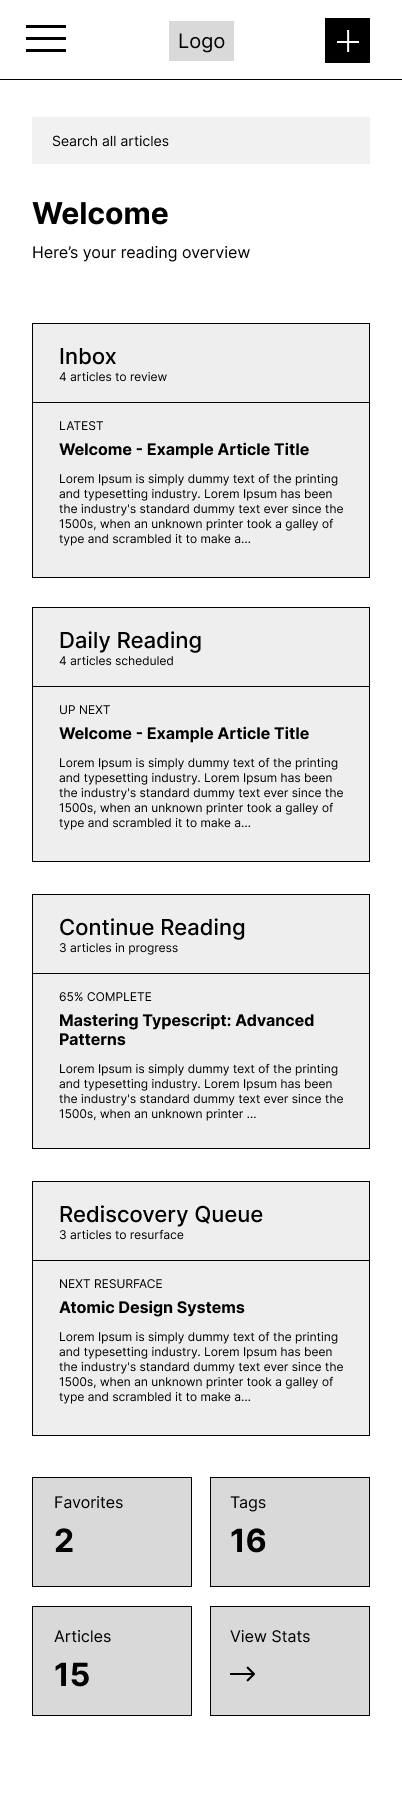 Logo
Search all articles
Welcome
Here's your reading overview
Inbox
4 articles to review
LATEST
Welcome - Example Article Title
Lorem Ipsum is simply dummy text of the printing
and typesetting industry. Lorem Ipsum has been
the industry's standard dummy text ever since the
1500s, when an unknown printer took a galley of
type and scrambled it to make a...
Daily Reading
4 articles scheduled
UP NEXT
Welcome - Example Article Title
Lorem Ipsum is simply dummy text of the printing
and typesetting industry. Lorem Ipsum has been
the industry's standard dummy text ever since the
1500s, when an unknown printer took a galley of
type and scrambled it to make a...
Continue Reading
3 articles in progress
65% COMPLETE
Mastering Typescript: Advanced
Patterns
Lorem Ipsum is simply dummy text of the printing
and typesetting industry. Lorem Ipsum has been
the industry's standard dummy text ever since the
1500s, when an unknown printer ...
Rediscovery Queue
3 articles to resurface
NEXT RESURFACE
Atomic Design Systems
Lorem Ipsum is simply dummy text of the printing
and typesetting industry. Lorem Ipsum has been
the industry's standard dummy text ever since the
1500s, when an unknown printer took a galley of
type and scrambled it to make a...
Favorites
2
Tags
16
Articles
15
View Stats